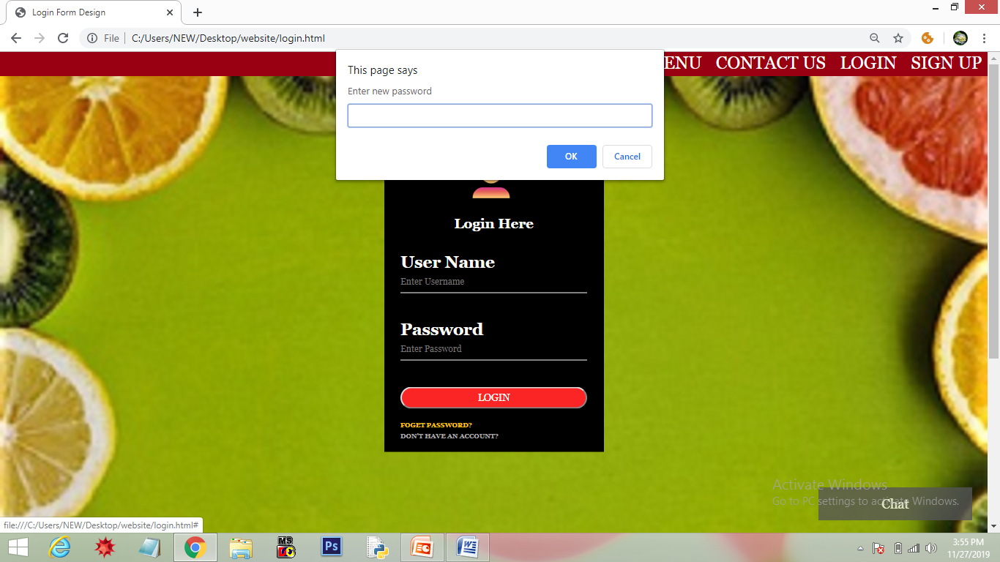 Login Form Design
File C:/Users/NEW/Desktop/website/login.html
ENU CONTACT US LOGIN SIGN UP
This page says
Enter new password
OK Cancel
Login Here
User Name
Enter Username
Password
Enter Password
LOGIN
FOGET PASSWORD?
DON'T HAVE AN ACCOUNT?
Activate Windows
Go to PC settings to activate Windows.
Chat
file:///C:/Users/NEW/Desktop/website/login.html#
MS
Ps
3:55 PM
11/27/2019